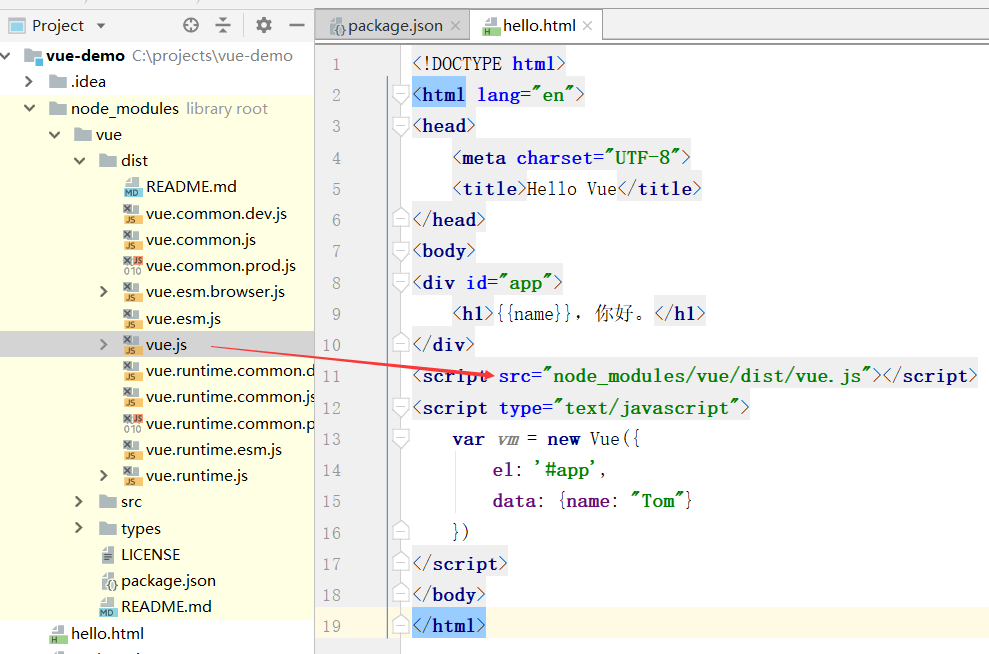 Project
package.json
hello.html
vue-demo C:\projects\vue-demo
.idea
node_modules library root
vue
dist
README.md
vue.common.dev.js
vue.common.js
vue.common.prod.js
vue.esm.browser.js
vue.esm.js
vue.js
vue.runtime.common.d
vue.runtime.common.js
vue.runtime.common.p
vue.runtime.esm.js
vue.runtime.js
src
types
LICENSE
package.json
README.md
hello.html
1 <!DOCTYPE html>
2 <html lang="en">
3 <head>
4 <meta charset="UTF-8">
5 <title>Hello Vue</title>
6 </head>
7 <body>
8 <div id="app">
9 <h1>{{name}}，你好。</h1>
10 </div>
11 <script src="node_modules/vue/dist/vue.js"></script>
12 <script type="text/javascript">
13 var vm = new Vue({
14 el: '#app',
15 data: {name: "Tom"}
16 })
17 </script>
18 </body>
19 </html>